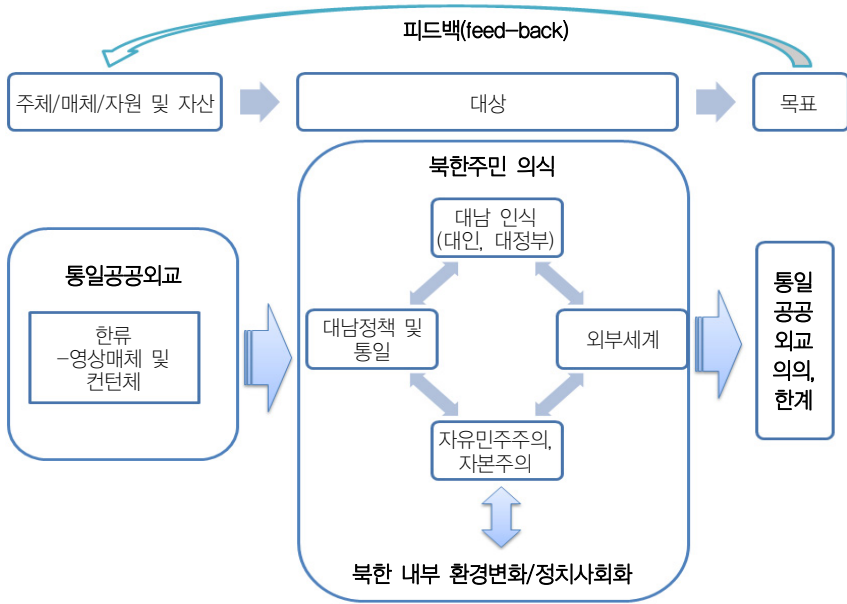 피드백(feed-back)
주체/매체/자원 및 자산
대상
목표
북한주민 의식
대남 인식
(대인, 대정부)
통일공공외교
한류
-영상매체 및
컨턴체
대남정책 및
통일
외부세계
자유민주주의,
자본주의
통일
공공
외교
의의,
한계
북한 내부 환경변화/정치사회화